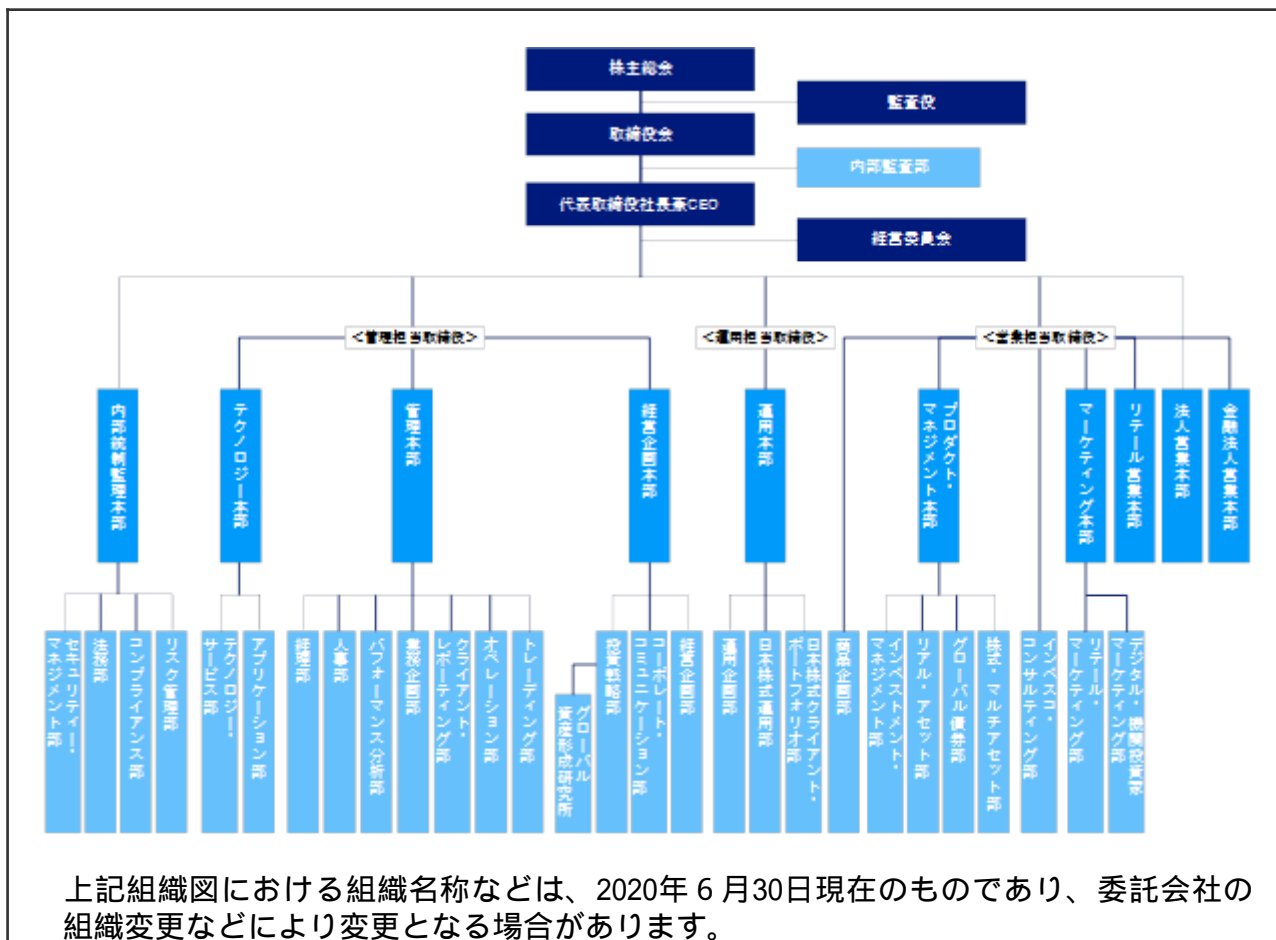 株主総会
監査役
取締役会
内部監査部
代表取締役社長兼CEO
経営委員会
＜管理担当取締役＞
＜運用担当取締役＞
＜営業担当取締役＞
内部統制監理本部
テクノロジー本部
管理本部
経営企画本部
運用本部
プロダクト・
マネジメント本部
マーケティング本部
リテール営業本部
法人営業本部
金融法人営業本部
セキュリティー・
マネジメント部
法務部
コンプライアンス部
リスク管理部
テクノロジー・
サービス部
アプリケーション部
経理部
人事部
パフォーマンス分析部
業務企画部
クライアント・
レポーティング部
オペレーション部
トレーディング部
グローバル
資産形成研究所
投資戦略部
コーポレート・
コミュニケーション部
経営企画部
運用企画部
日本株式運用部
日本株式クライアント・
ポートフォリオ部
商品企画部
インベストメント・
マネジメント部
リアル・アセット部
グローバル債券部
株式・マルチアセット部
インベスコ・
コンサルティング部
リテール・
マーケティング部
デジタル・機関投資家
マーケティング部
上記組織図における組織名称などは、2020年６月30日現在のものであり、委託会社の
組織変更などにより変更となる場合があります。